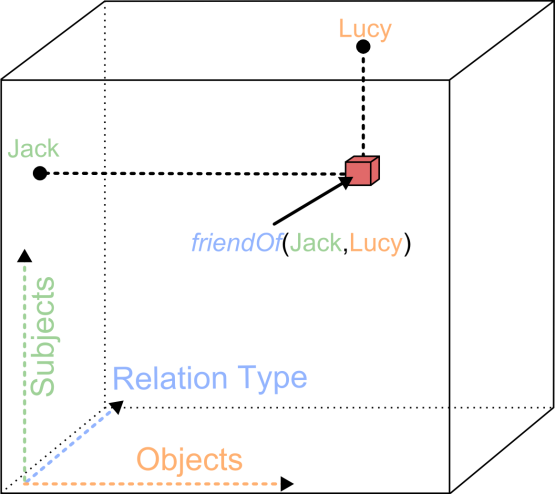 Lucy
Jack
friendOf(Jack,Lucy)
Subjects
Relation Type
Objects